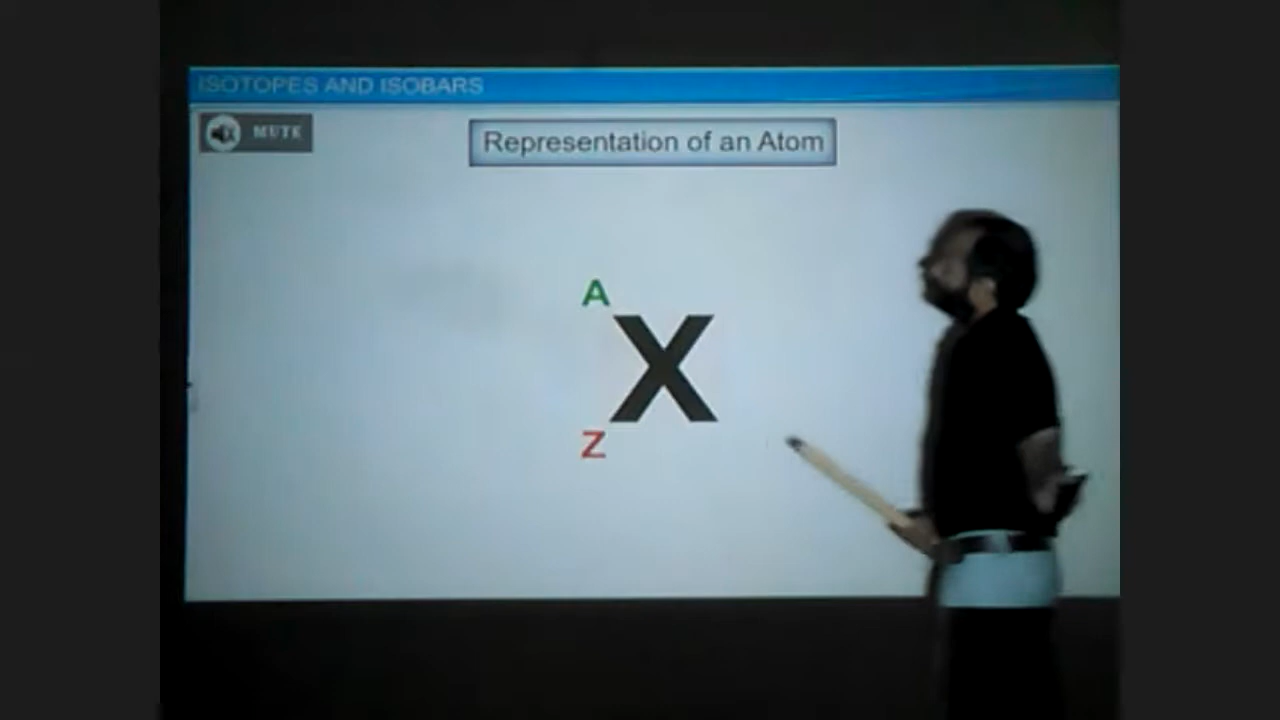 ISOTOPES AND ISOBARS
MUTE
Representation of an Atom
A
X
Z